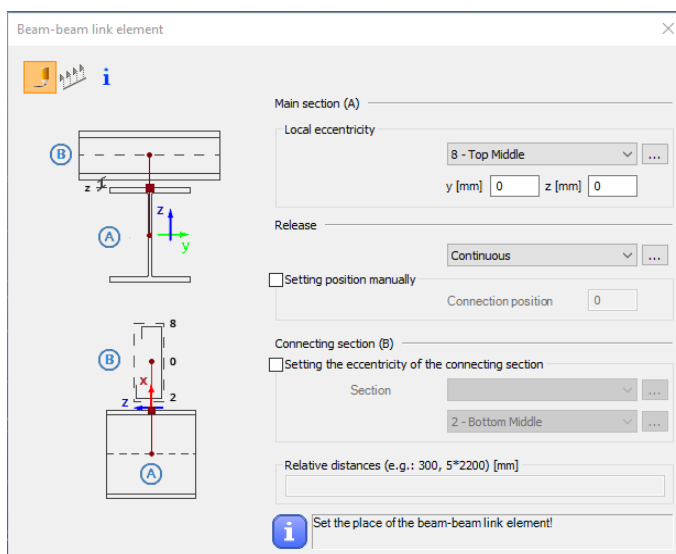 Beam-beam link element
i
Main section (A)
Local eccentricity
8 - Top Middle
...
y [mm] 0 z [mm] 0
Release
Continuous
...
Setting position manually
Connection position 0
Connecting section (B)
Setting the eccentricity of the connecting section
Section
...
2 - Bottom Middle
...
Relative distances (e.g.: 300, 5*2200) [mm]
i
Set the place of the beam-beam link element!
B
z
z
A
y
8
B
0
x
z
2
A